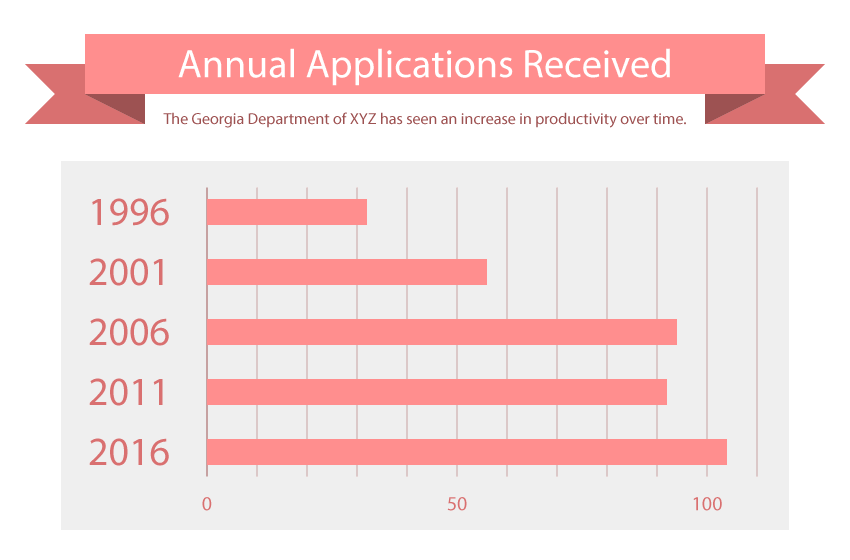 Annual Applications Received
The Georgia Department of XYZ has seen an increase in productivity over time.
1996
2001
2006
2011
2016
0 50 100